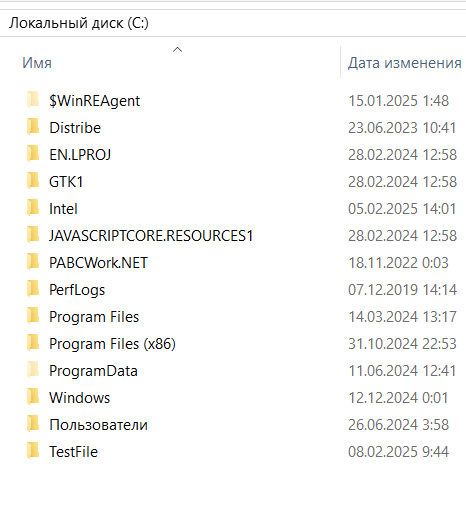 Локальный диск (C:)
Имя Дата изменения
$WinREAgent 15.01.2025 1:48
Distribe 23.06.2023 10:41
EN.LPROJ 28.02.2024 12:58
GTK1 28.02.2024 12:58
Intel 05.02.2025 14:01
JAVASCRIPTCORE.RESOURCES1 28.02.2024 12:58
PABCWork.NET 18.11.2022 0:03
PerfLogs 07.12.2019 14:14
Program Files 14.03.2024 13:17
Program Files (x86) 31.10.2024 22:53
ProgramData 11.06.2024 12:41
Windows 12.12.2024 0:01
Пользователи 26.06.2024 3:58
TestFile 08.02.2025 9:44